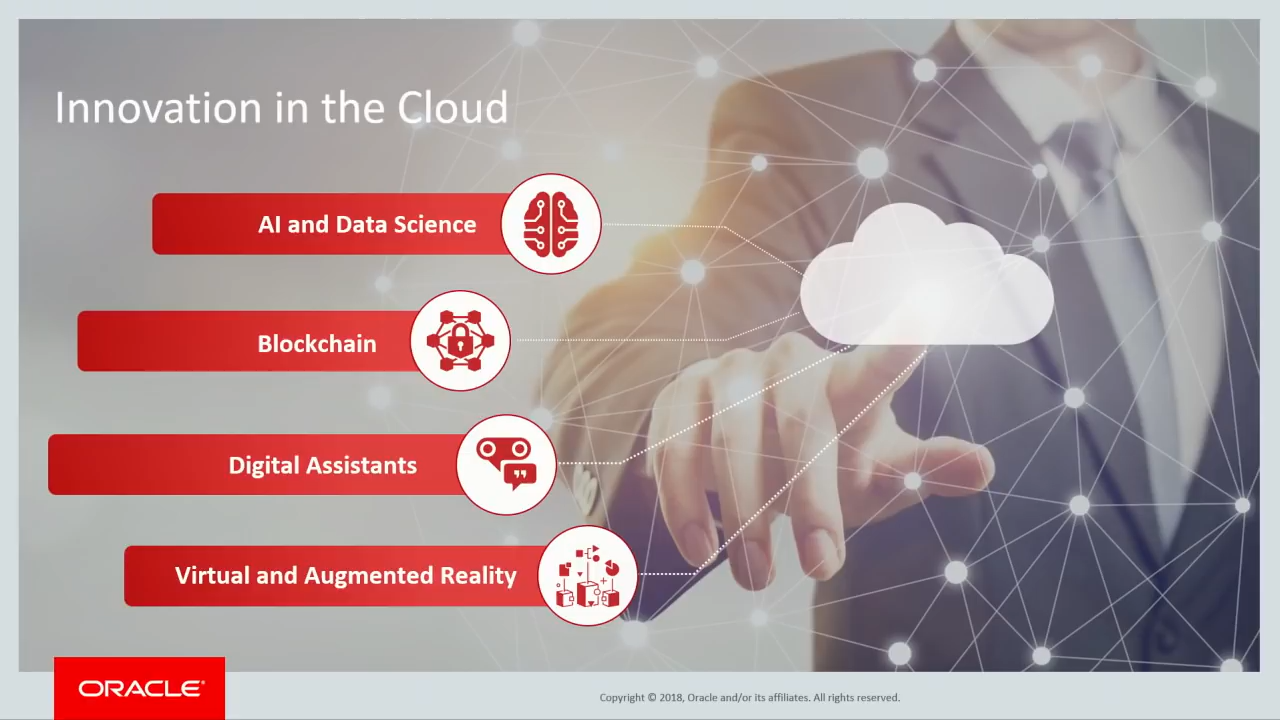 Innovation in the Cloud
AI and Data Science
Blockchain
Digital Assistants
Virtual and Augmented Reality
ORACLE®
Copyright © 2018, Oracle and/or its affiliates. All rights reserved.